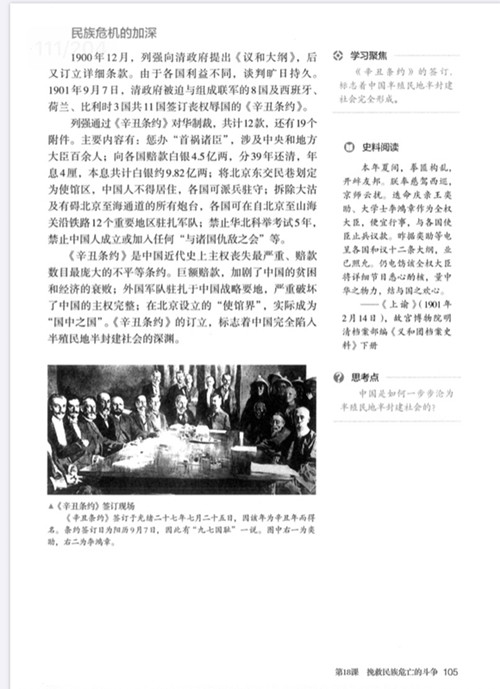 民族危机的加深
111/204
1900年12月，列强向清政府提出《议和大纲》，后
又订立详细条款。由于各国利益不同，谈判旷日持久。
1901年9月7日，清政府被迫与组成联军的8国及西班牙、
荷兰、比利时3国共11国签订丧权辱国的《辛丑条约》。
列强通过《辛丑条约》对华制裁，共计12款，还有19个
附件。主要内容有：惩办“首祸诸臣”，涉及中央和地方
大臣百余人；向各国赔款白银4.5亿两，分39年还清，年
息4厘，本息共计白银约9.82亿两；将北京东交民巷划定
为使馆区，中国人不得居住，各国可派兵驻守；拆除大沽
及有碍北京至海通道的所有炮台，各国可在自北京至山海
关沿铁路12个重要地区驻扎军队；禁止华北科举考试5年，
禁止中国人成立或加入任何“与诸国仇敌之会”等。
《辛丑条约》是中国近代史上主权丧失最严重、赔款
数目最庞大的不平等条约。巨额赔款，加剧了中国的贫困
和经济的衰败；外国军队驻扎于中国战略要地，严重破坏
了中国的主权完整；在北京设立的“使馆界”，实际成为
“国中之国”。《辛丑条约》的订立，标志着中国完全陷入
半殖民地半封建社会的深渊。
▲《辛丑条约》签订现场
《辛丑条约》签订于光绪二十七年七月二十五日，因该年为辛丑年而得
名。条约签订日为阳历9月7日，因此有“九七国耻”一说。图中右一为奕
劻，右二为李鸿章。
学习聚焦
《辛丑条约》的签订，
标志着中国半殖民地半封建
社会完全形成。
史料阅读
本年夏间，拳匪构乱，
开衅友邦。朕奉慈驾西巡，
京师云扰。迭命庆亲王奕
劻、大学士李鸿章作为全权
大臣，便宜行事，与各国使
臣止兵议款。昨据奕劻等电
呈各国和议十二条大纲，业
已照允。仍电饬该全权大臣
将详细节目悉心酌核，量中
华之物力，结与国之欢心。
——《上谕》（1901年
2月14日），故宫博物院明
清档案部编《义和团档案史
料》下册
思考点
中国是如何一步步沦为
半殖民地半封建社会的？
第18课 挽救民族危亡的斗争 105